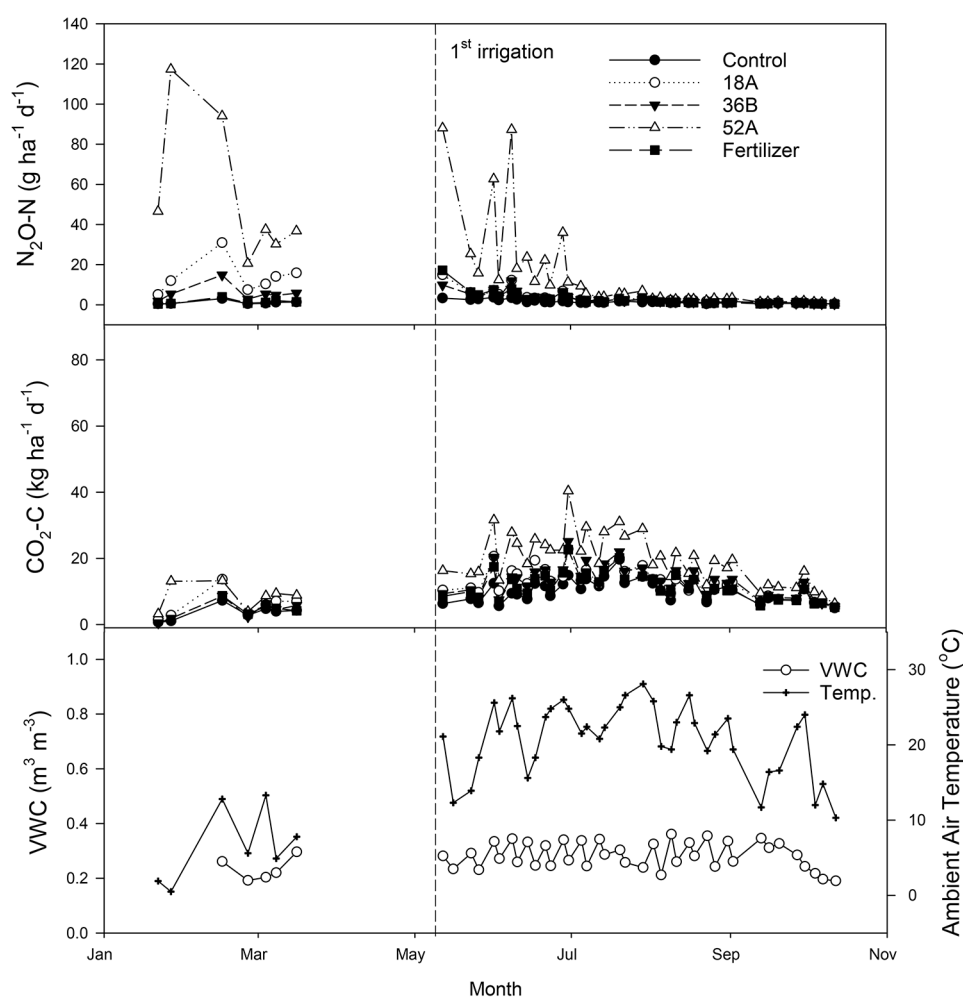 140
120
100
80
60
40
20
0
N₂O-N (g ha⁻¹ d⁻¹)
1ˢᵗ irrigation
Control
18A
36B
52A
Fertilizer
80
60
40
20
0
CO₂-C (kg ha⁻¹ d⁻¹)
1.0
0.8
0.6
0.4
0.2
0.0
VWC (m³ m⁻³)
VWC
Temp.
30
20
10
0
Ambient Air Temperature (°C)
Jan Mar May Jul Sep Nov
Month